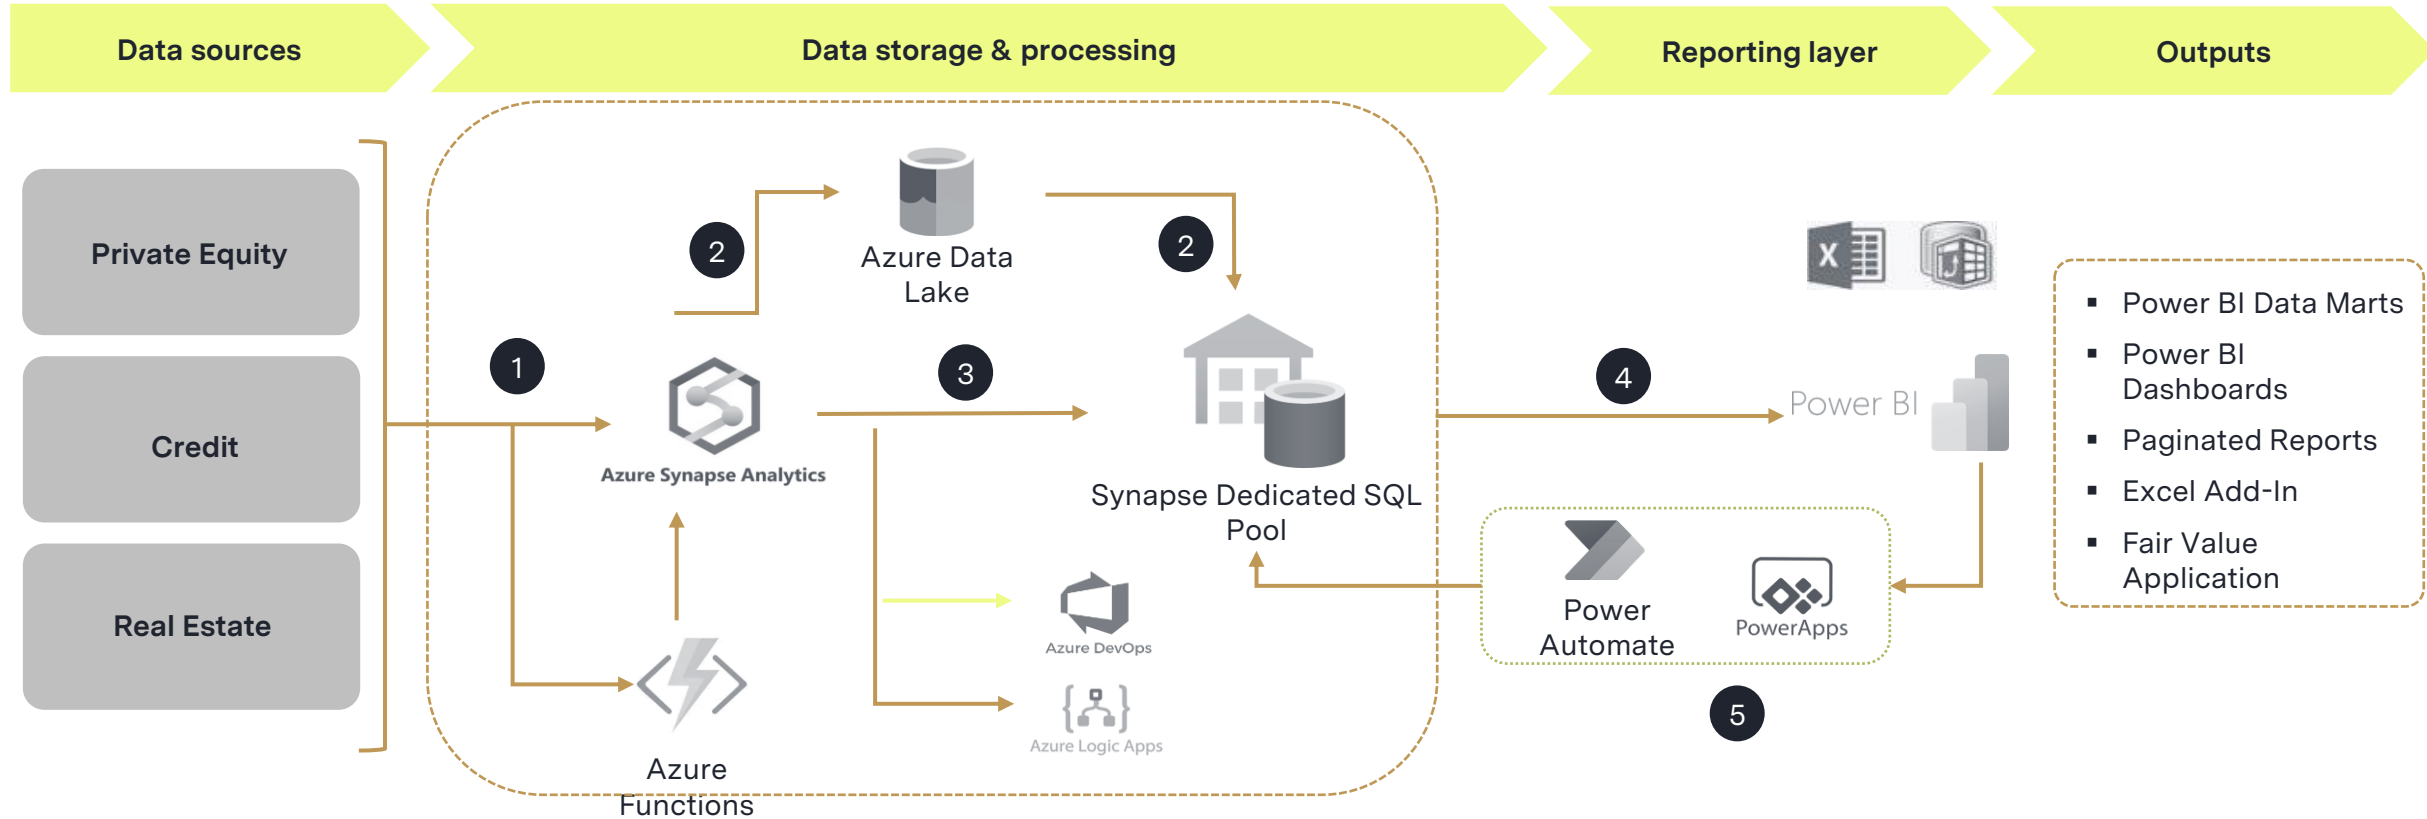 Data sources
Data storage & processing
Reporting layer
Outputs
Private Equity
Credit
Real Estate
1
2
Azure Data
Lake
2
3
Azure Synapse Analytics
Synapse Dedicated SQL
Pool
Azure DevOps
Azure Logic Apps
Azure
Functions
4
X
Power BI
Power
Automate
PowerApps
5
▪ Power BI Data Marts
▪ Power BI
Dashboards
▪ Paginated Reports
▪ Excel Add-In
▪ Fair Value
Application